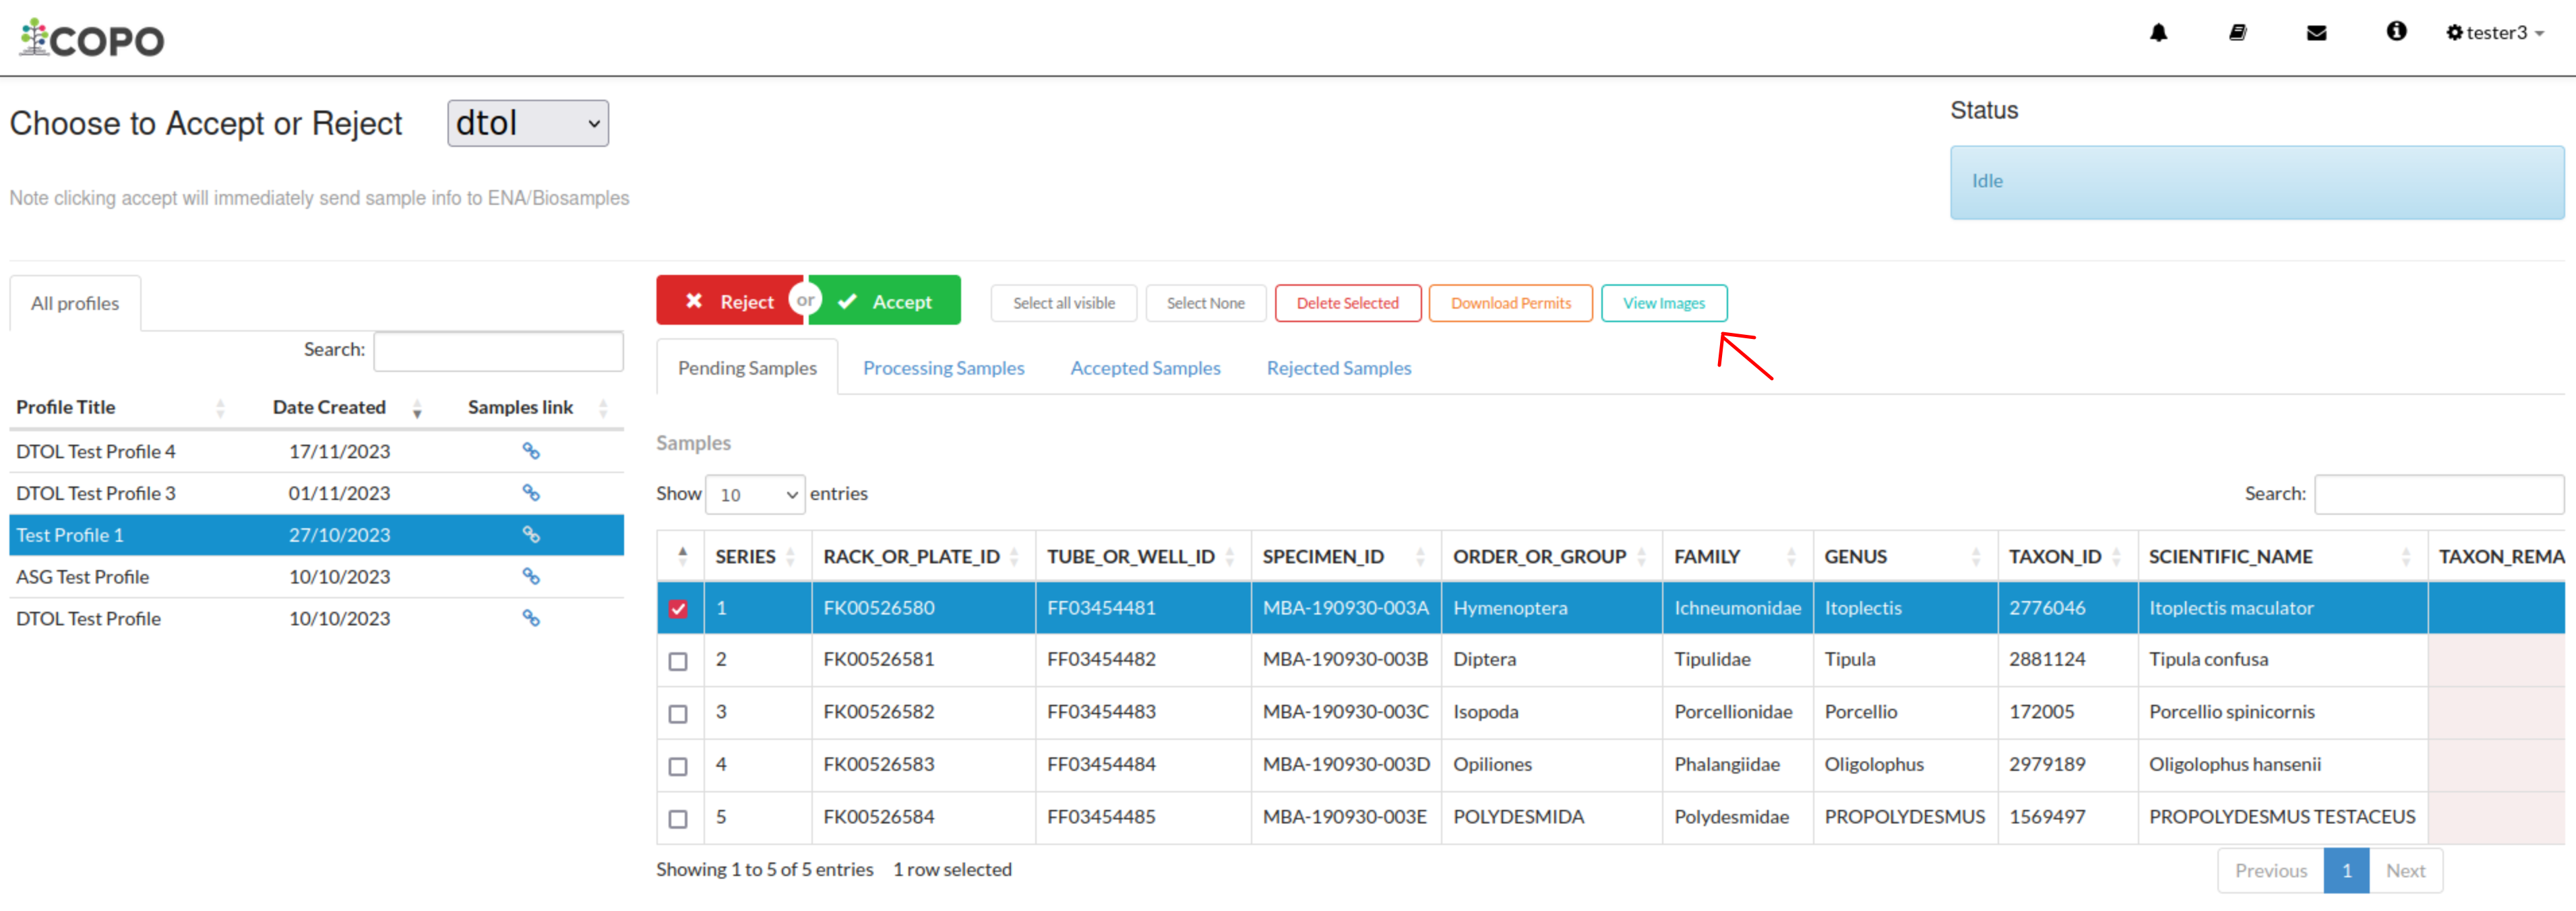 COPO
tester3
Choose to Accept or Reject dtol
Status
Idle
Note clicking accept will immediately send sample info to ENA/Biosamples
All profiles
Search:
Profile Title Date Created Samples link
DTOL Test Profile 4 17/11/2023
DTOL Test Profile 3 01/11/2023
Test Profile 1 27/10/2023
ASG Test Profile 10/10/2023
DTOL Test Profile 10/10/2023
Reject or Accept Select all visible Select None Delete Selected Download Permits View Images
Pending Samples Processing Samples Accepted Samples Rejected Samples
Samples
Show 10 entries Search:
SERIES RACK_OR_PLATE_ID TUBE_OR_WELL_ID SPECIMEN_ID ORDER_OR_GROUP FAMILY GENUS TAXON_ID SCIENTIFIC_NAME TAXON_REMA
1 FK00526580 FF03454481 MBA-190930-003A Hymenoptera Ichneumonidae Itoplectis 2776046 Itoplectis maculator
2 FK00526581 FF03454482 MBA-190930-003B Diptera Tipulidae Tipula 2881124 Tipula confusa
3 FK00526582 FF03454483 MBA-190930-003C Isopoda Porcellionidae Porcellio 172005 Porcellio spinicornis
4 FK00526583 FF03454484 MBA-190930-003D Opiliones Phalangiidae Oligolophus 2979189 Oligolophus hansenii
5 FK00526584 FF03454485 MBA-190930-003E POLYDESMIDA Polydesmidae PROPOLYDESMUS 1569497 PROPOLYDESMUS TESTACEUS
Showing 1 to 5 of 5 entries 1 row selected
Previous 1 Next